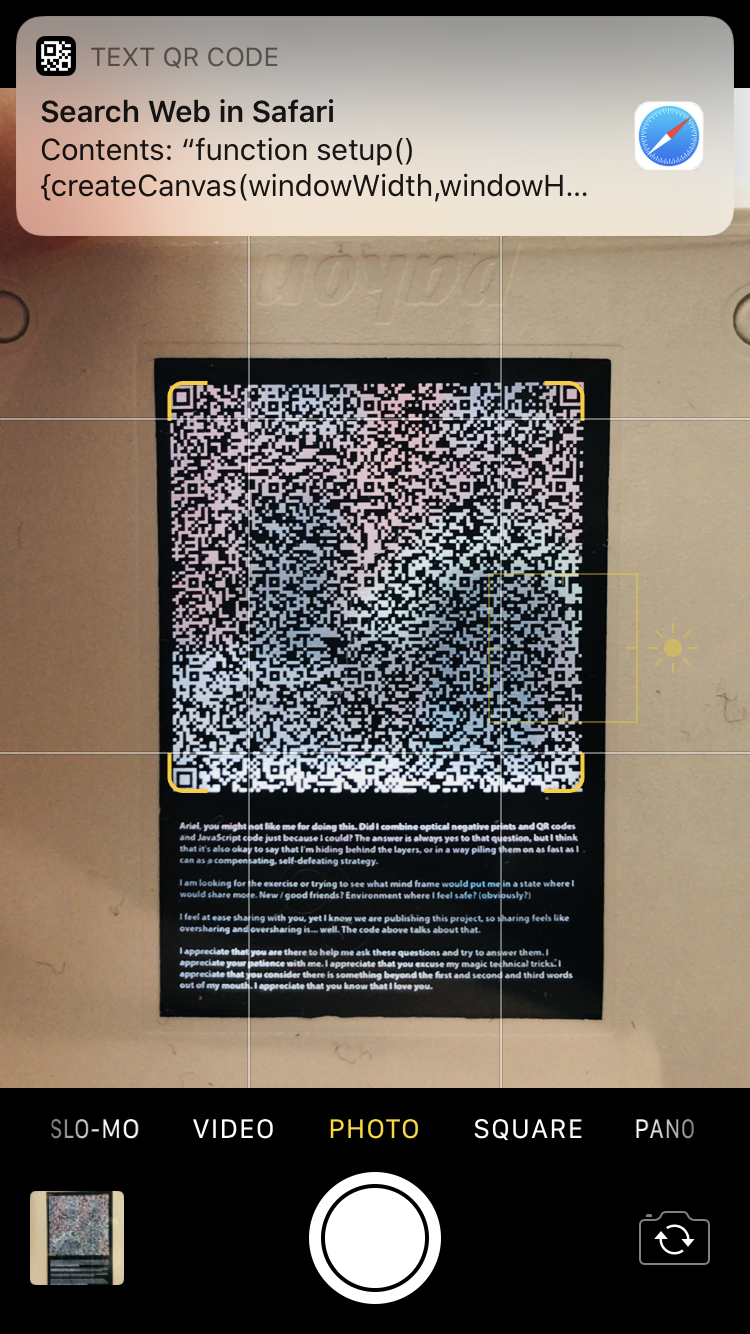 TEXT QR CODE
Search Web in Safari
Contents: “function setup()
{createCanvas(windowWidth,windowH...
pakon
Ariel, you might not like me for doing this. Did I combine optical negative prints and QR codes
and JavaScript code just because I could? The answer is always yes to that question, but I think
that it's also okay to say that I'm hiding behind the layers, or in a way piling them on as fast as I
can as a compensating, self-defeating strategy.
I am looking for the exercise or trying to see what mind frame would put me in a state where I
would share more. New / good friends? Environment where I feel safe? (obviously?)
I feel at ease sharing with you, yet I know we are publishing this project, so sharing feels like
oversharing and oversharing is... well. The code above talks about that.
I appreciate that you are there to help me ask these questions and try to answer them. I
appreciate your patience with me. I appreciate that you excuse my magic technical tricks. I
appreciate that you consider there is something beyond the first and second and third words
out of my mouth. I appreciate that you know that I love you.
SLO-MO
VIDEO
PHOTO
SQUARE
PANO